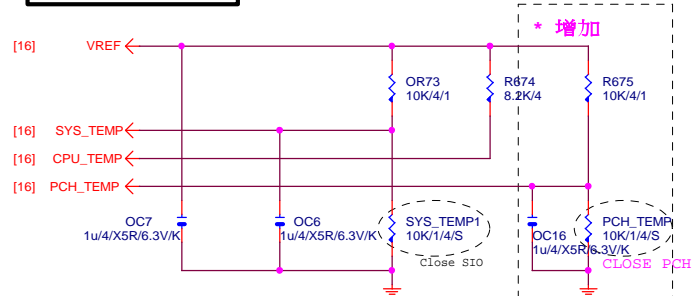 * 增加
[16] VREF
OR73
10K/4/1
R674
8.2K/4
R675
10K/4/1
[16] SYS_TEMP
[16] CPU_TEMP
[16] PCH_TEMP
OC7
1u/4/X5R/6.3V/K
OC6
1u/4/X5R/6.3V/K
SYS_TEMP1
10K/1/4/S
Close SIO
OC16
1u/4/X5R/6.3V/K
PCH_TEMP
10K/1/4/S
CLOSE PCH